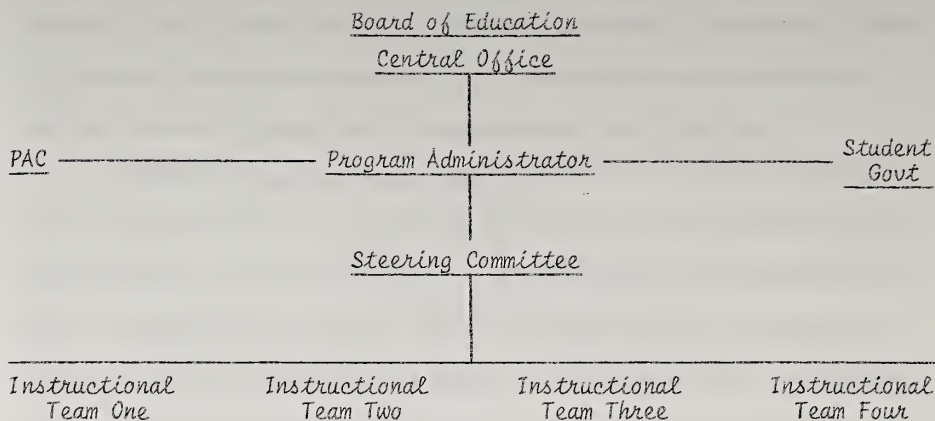 Board of Education
Central Office
PAC Program Administrator Student
Govt
Steering Committee
Instructional Instructional Instructional Instructional
Team One Team Two Team Three Team Four